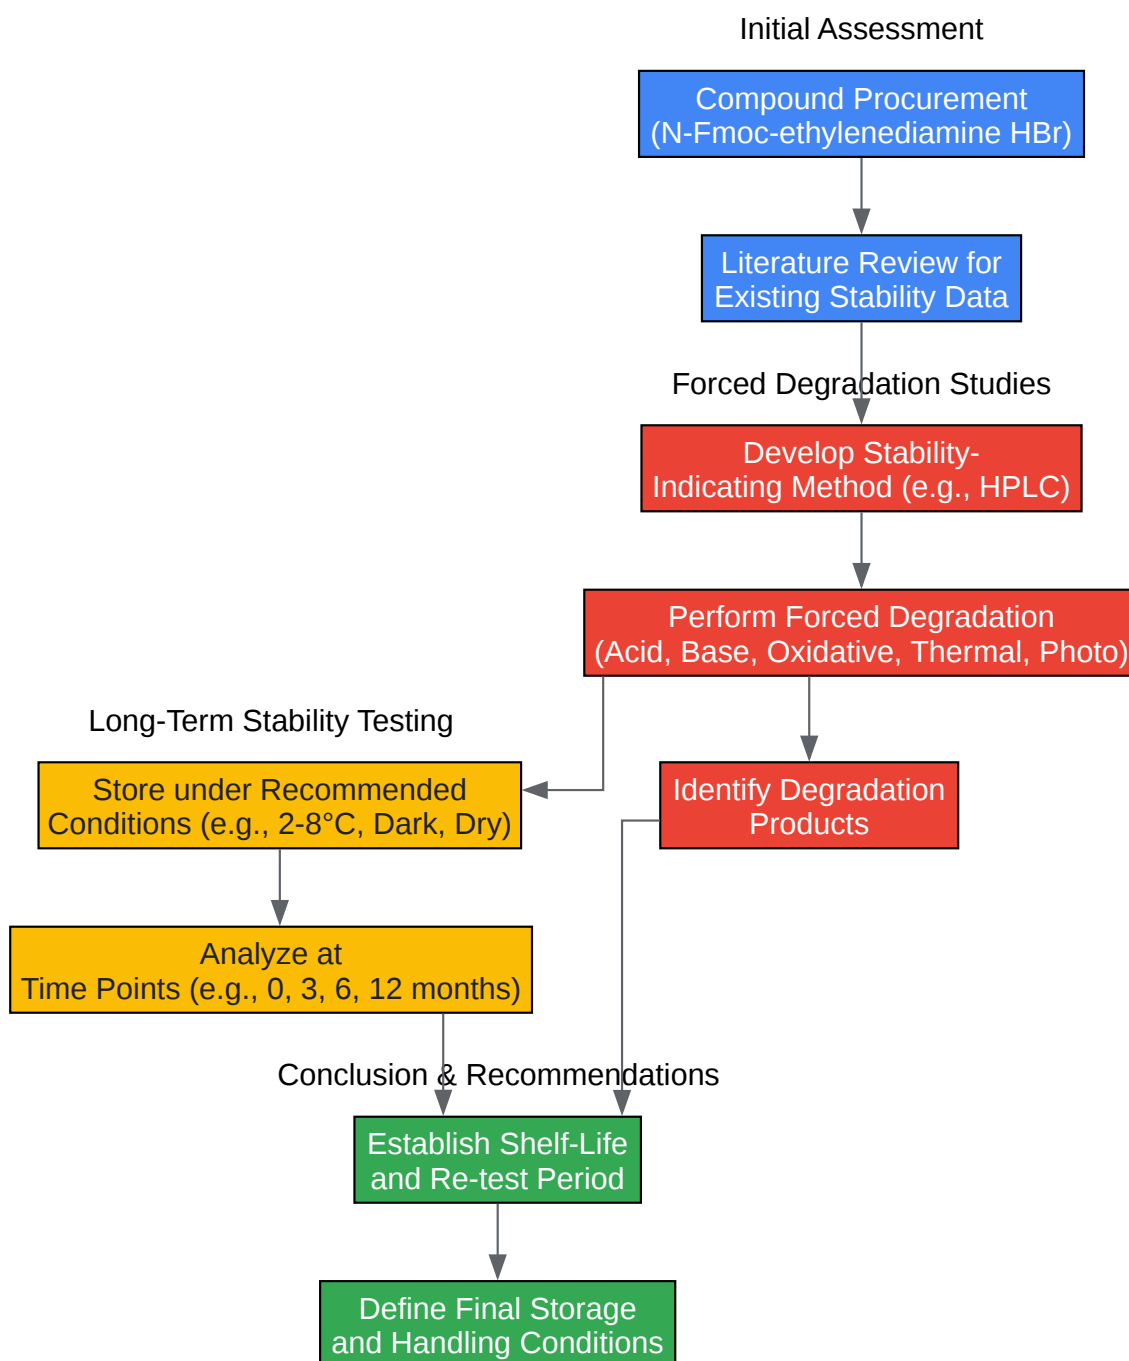 Initial Assessment
Compound Procurement
(N-Fmoc-ethylenediamine HBr)
Literature Review for
Existing Stability Data
Forced Degradation Studies
Develop Stability-
Indicating Method (e.g., HPLC)
Perform Forced Degradation
(Acid, Base, Oxidative, Thermal, Photo)
Long-Term Stability Testing
Store under Recommended
Conditions (e.g., 2-8°C, Dark, Dry)
Identify Degradation
Products
Analyze at
Time Points (e.g., 0, 3, 6, 12 months)
Conclusion & Recommendations
Establish Shelf-Life
and Re-test Period
Define Final Storage
and Handling Conditions